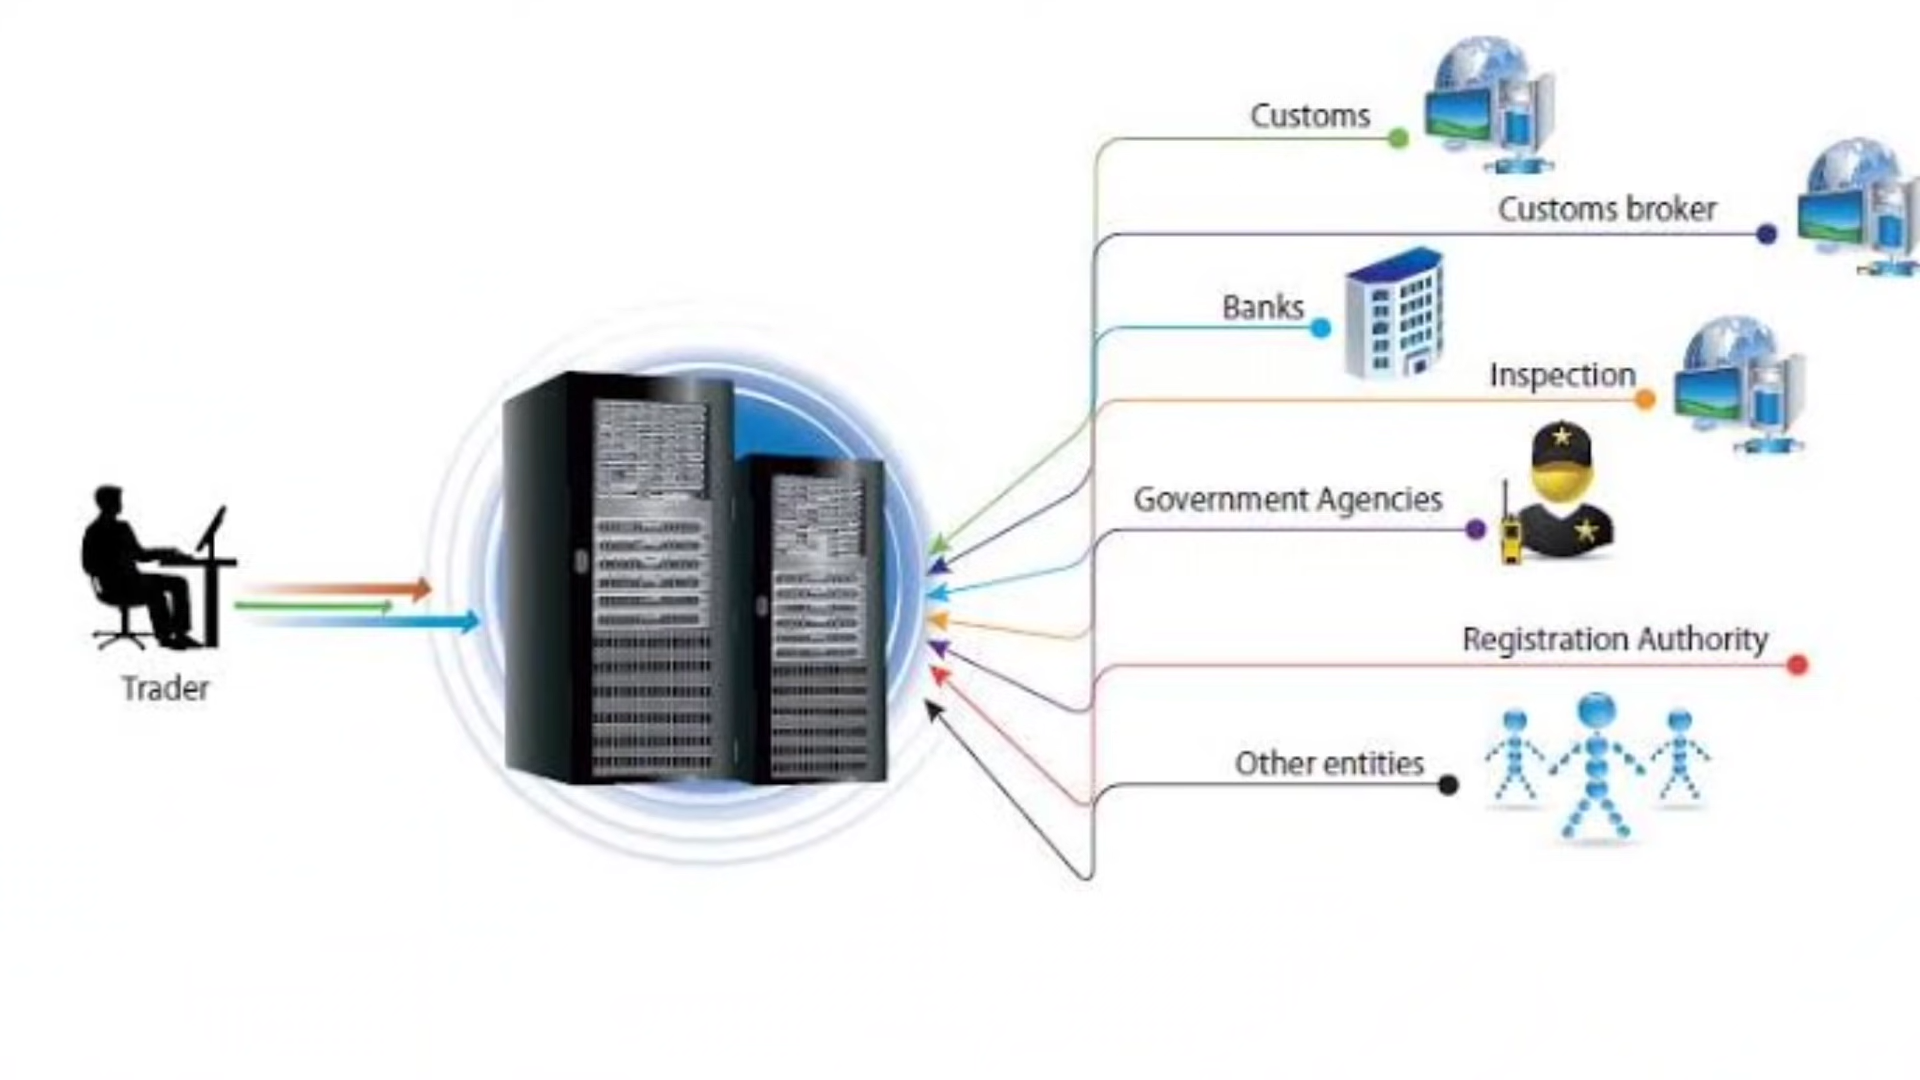 Customs
Customs broker
Banks
Inspection
Government Agencies
Trader
Registration Authority
Other entities